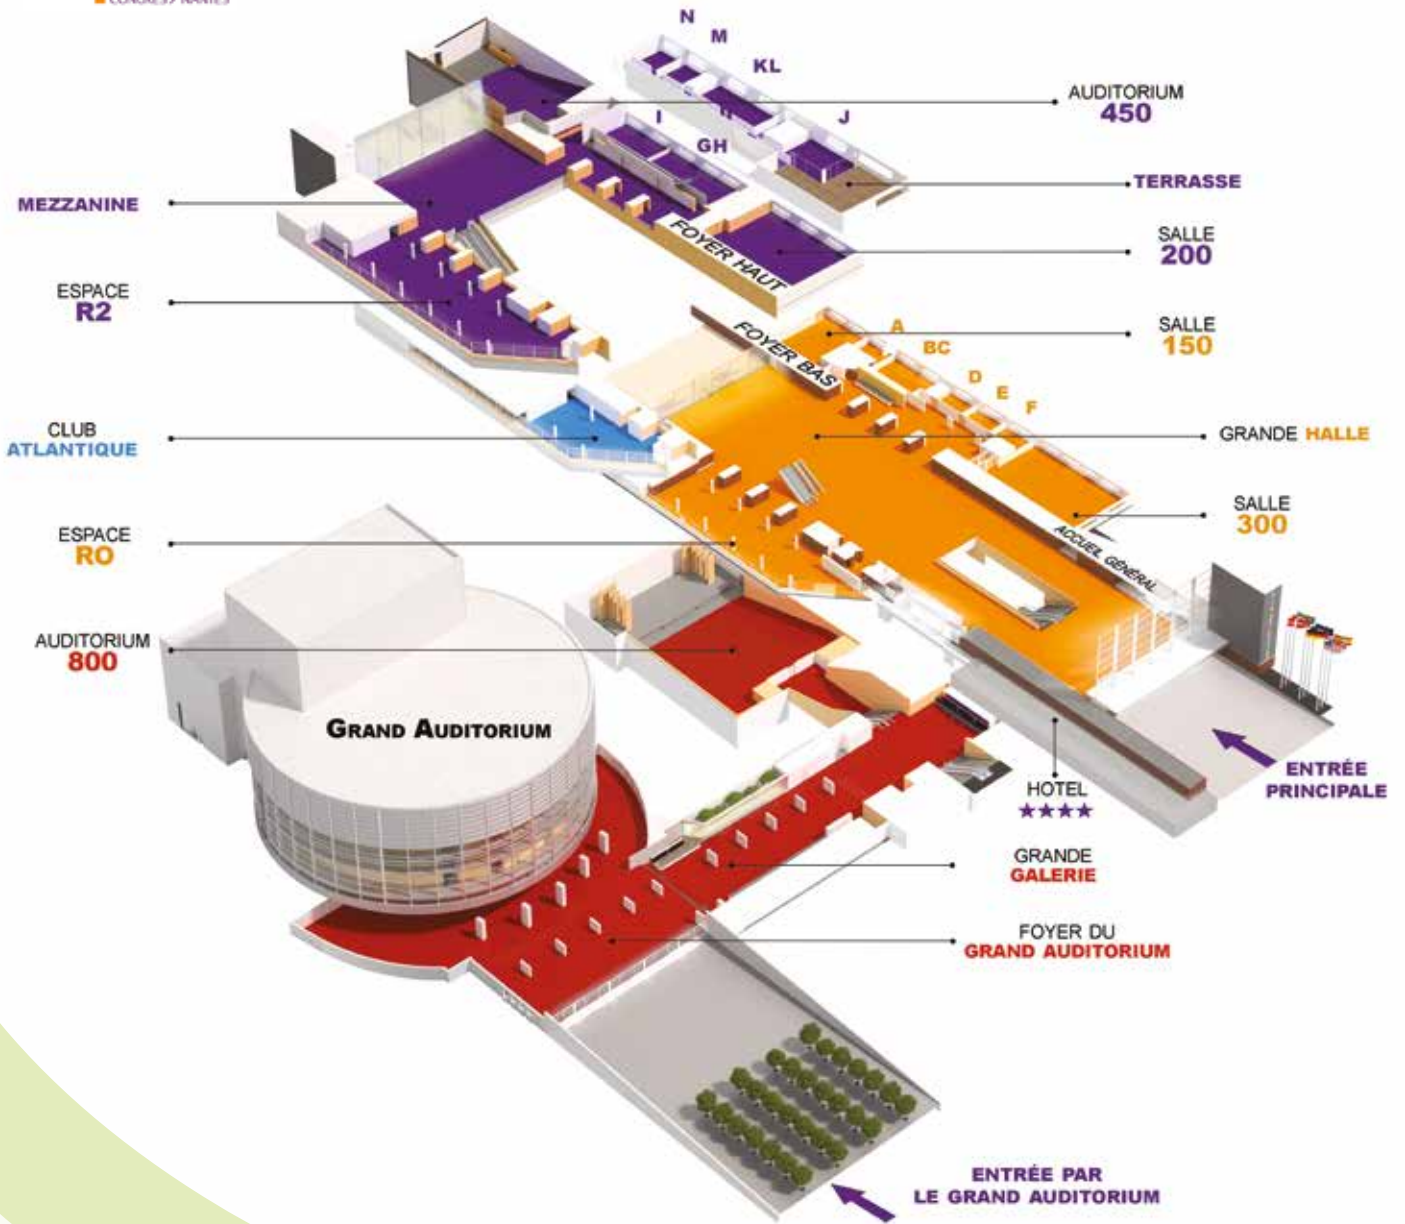 CONGRÈS / NANTES
N
M
KL
AUDITORIUM
450
J
I
GH
TERRASSE
MEZZANINE
FOYER HAUT
SALLE
200
ESPACE
R2
FOYER BAS
A
BC
SALLE
150
D
E
F
CLUB
ATLANTIQUE
GRANDE HALLE
SALLE
300
ESPACE
RO
ACCUEIL GÉNÉRAL
AUDITORIUM
800
GRAND AUDITORIUM
HOTEL
★★★★
ENTRÉE
PRINCIPALE
GRANDE
GALERIE
FOYER DU
GRAND AUDITORIUM
ENTRÉE PAR
LE GRAND AUDITORIUM